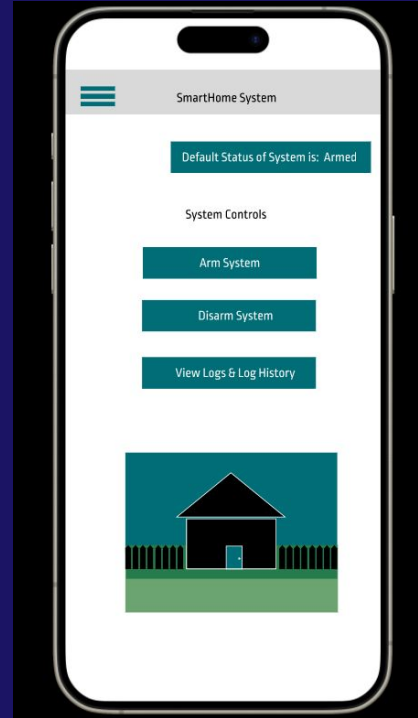 SmartHome System
Default Status of System is: Armed
System Controls
Arm System
Disarm System
View Logs & Log History